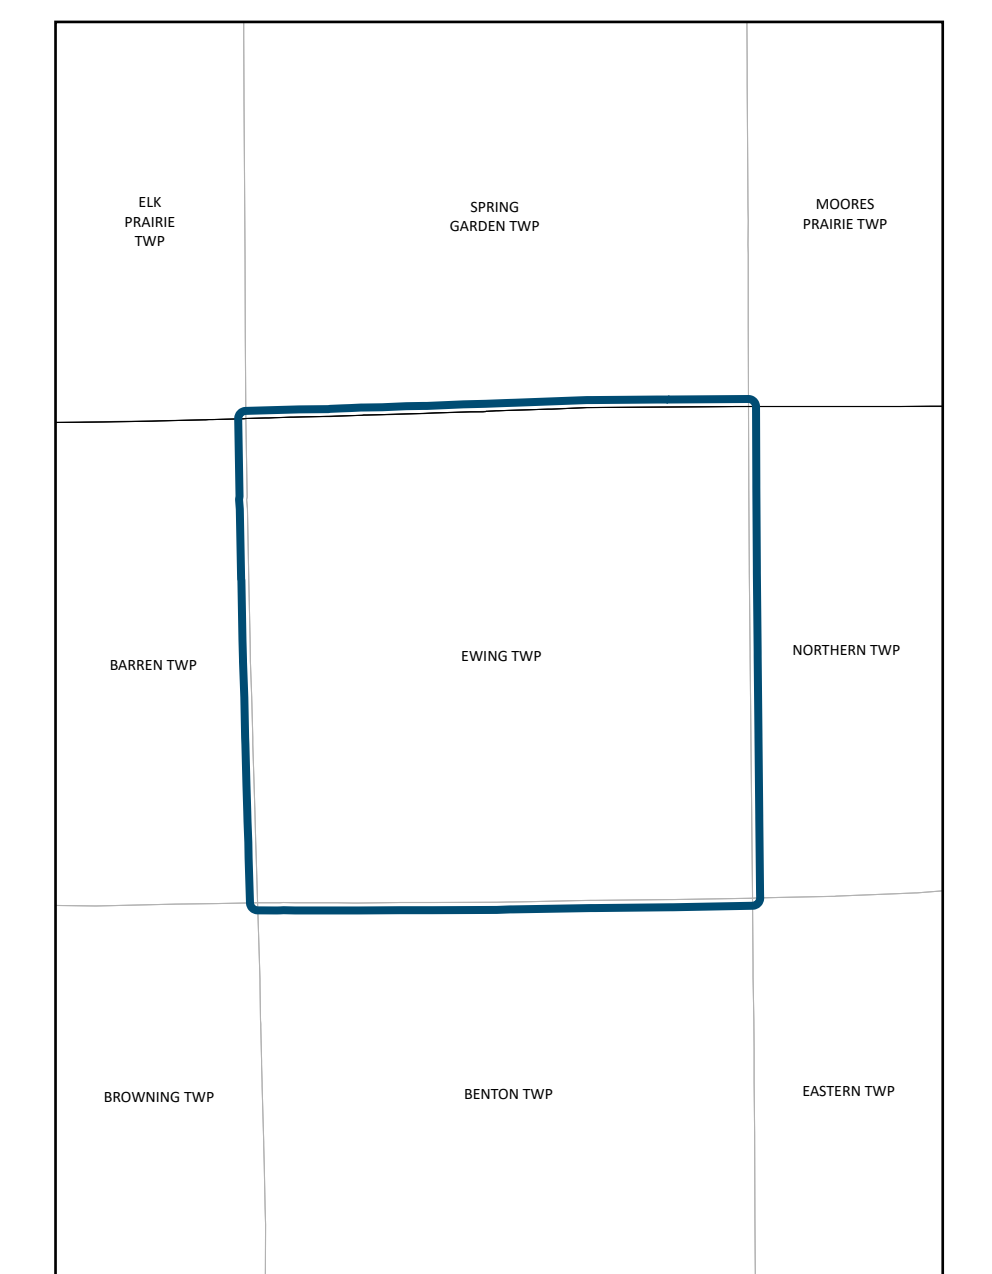 ELK
PRAIRIE
TWP
SPRING
GARDEN TWP
MOORES
PRAIRIE TWP
BARREN TWP
EWING TWP
NORTHERN TWP
BROWNING TWP
BENTON TWP
EASTERN TWP